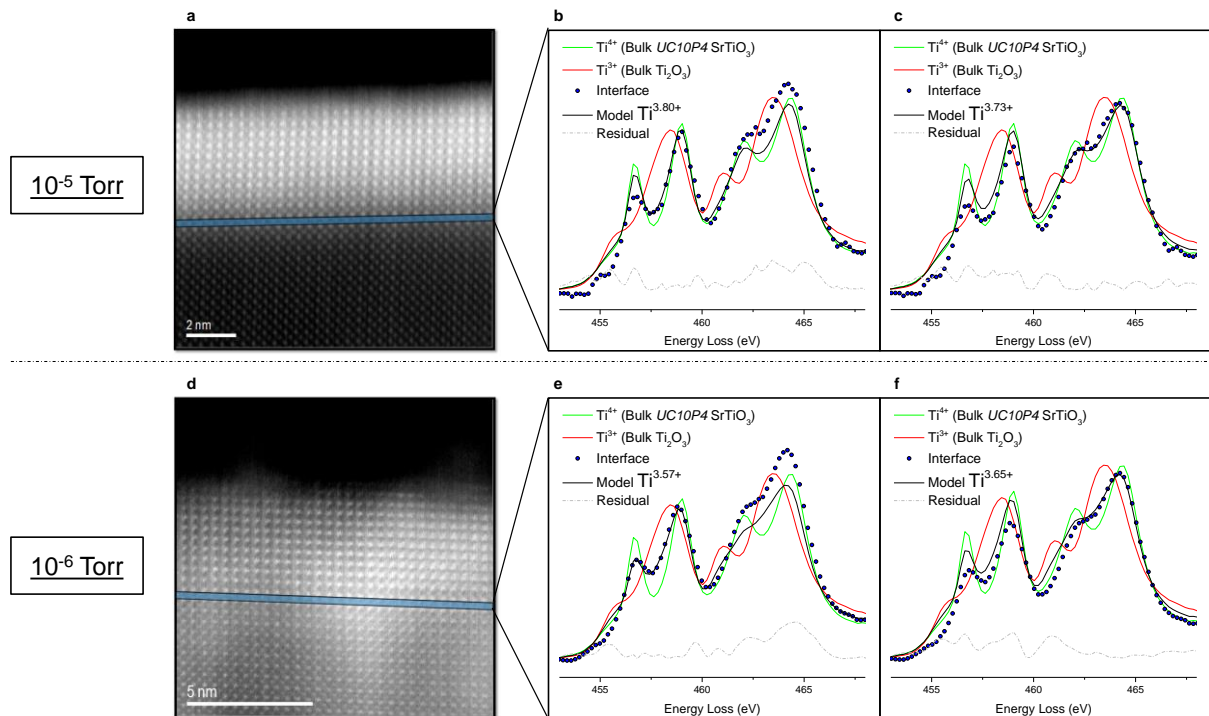 a
b
c
10⁻⁵ Torr
2 nm
Ti⁴⁺ (Bulk UC10P4 SrTiO₃)
Ti³⁺ (Bulk Ti₂O₃)
Interface
Model Ti³·⁸⁰⁺
Residual
455 460 465
Energy Loss (eV)
Ti⁴⁺ (Bulk UC10P4 SrTiO₃)
Ti³⁺ (Bulk Ti₂O₃)
Interface
Model Ti³·⁷³⁺
Residual
455 460 465
Energy Loss (eV)
d
e
f
10⁻⁶ Torr
5 nm
Ti⁴⁺ (Bulk UC10P4 SrTiO₃)
Ti³⁺ (Bulk Ti₂O₃)
Interface
Model Ti³·⁵⁷⁺
Residual
455 460 465
Energy Loss (eV)
Ti⁴⁺ (Bulk UC10P4 SrTiO₃)
Ti³⁺ (Bulk Ti₂O₃)
Interface
Model Ti³·⁶⁵⁺
Residual
455 460 465
Energy Loss (eV)